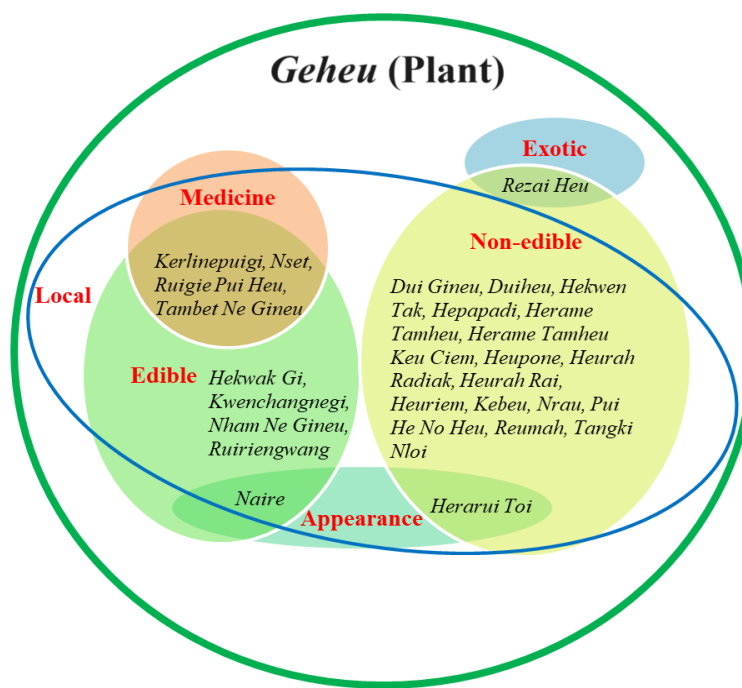 Geheu (Plant)
Exotic
Rezai Heu
Medicine
Non-edible
Kerlinepuigi, Nset,
Ruigie Pui Heu,
Tambet Ne Gineu
Local
Dui Gineu, Duiheu, Hekwen
Tak, Hepapadi, Herame
Tamheu, Herame Tamheu
Keu Ciem, Heupone, Heurah
Radiak, Heurah Rai,
Heuriem, Kebeu, Nrau, Pui
He No Heu, Reumah, Tangki
Nloi
Edible
Hekwak Gi,
Kwenchangnegi,
Nham Ne Gineu,
Ruiriengwang
Naire
Appearance
Herarui Toi